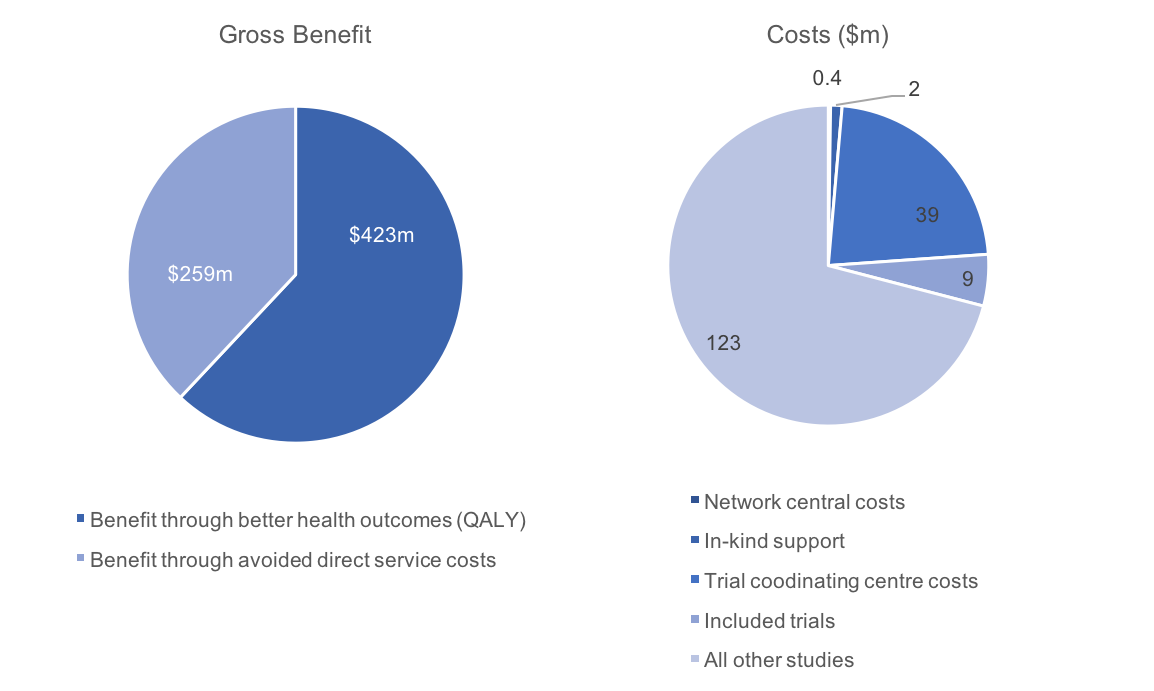 Gross Benefit
$423m
$259m
Benefit through better health outcomes (QALY)
Benefit through avoided direct service costs
Costs ($m)
0.4
2
39
9
123
Network central costs
In-kind support
Trial coodinating centre costs
Included trials
All other studies